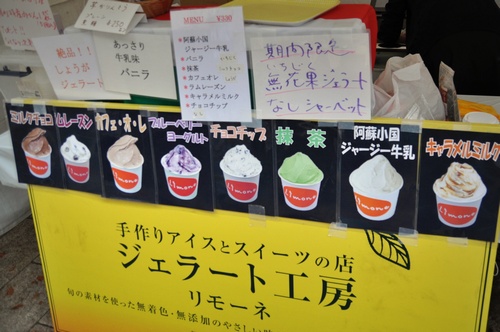 MENU ¥300
阿蘇小国
ジャージー牛乳
バニラ
抹茶
カフェオレ
ラムレーズン
キャラメルミルク
チョコチップ
絶品!!
しょうが
ジェラート
あっさり
牛乳味
バニラ
期間限定
いちじく
無花果ジェラート
なしシャーベット
ミルクチョコ
ラムレーズン
カフェ・オ・レ
ブルーベリー
ヨーグルト
チョコチップ
抹茶
阿蘇小国
ジャージー牛乳
キャラメルミルク
手作りアイスとスイーツの店
ジェラート工房
リモーネ
旬の素材を使った無着色・無添加のやさしい